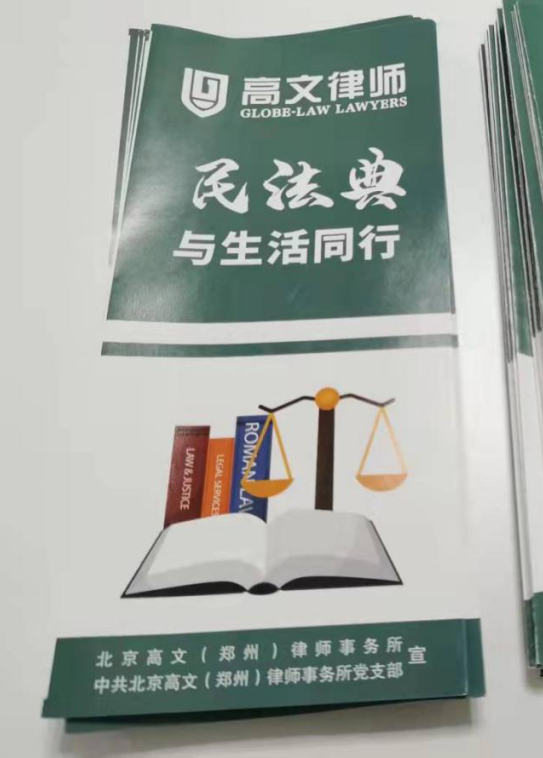 高文律师
GLOBE-LAW LAWYERS
民法典
与生活同行
LAW & JUSTICE
LEGAL SERVICES
ROMAN LAW
北京高文（郑州）律师事务所
中共北京高文（郑州）律师事务所党支部
宣